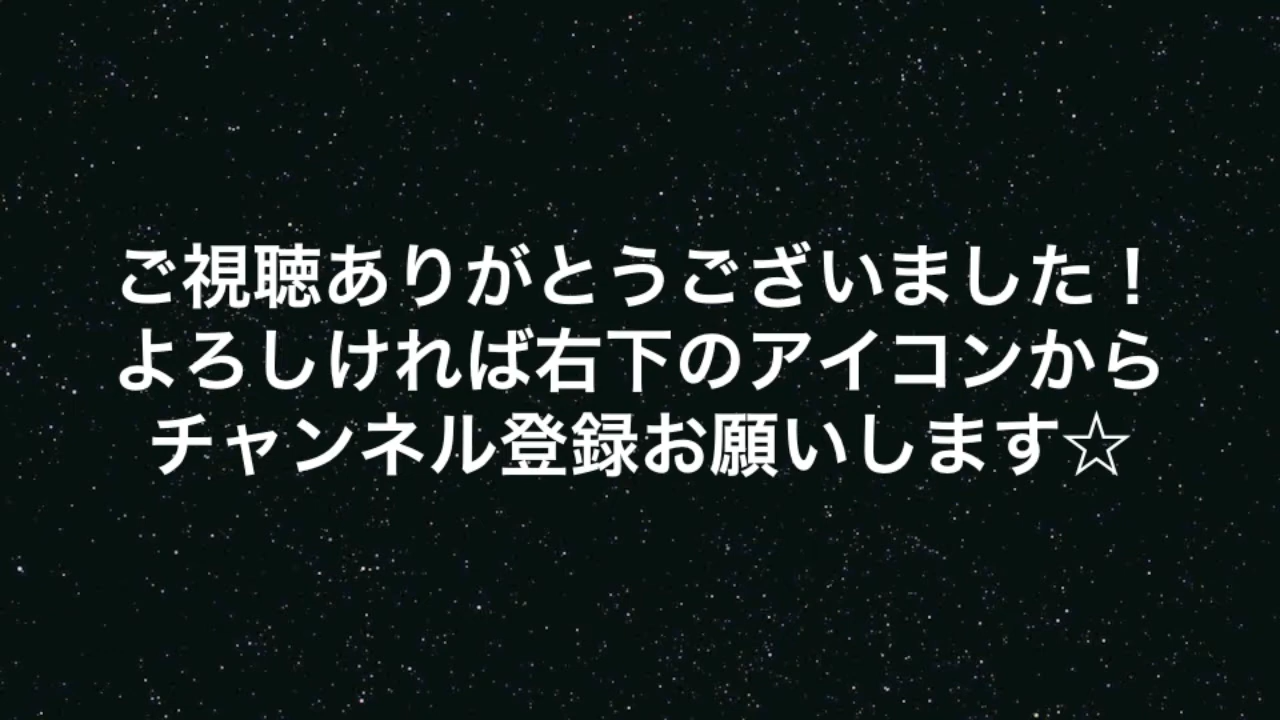 ご視聴ありがとうございました！
よろしければ右下のアイコンから
チャンネル登録お願いします☆